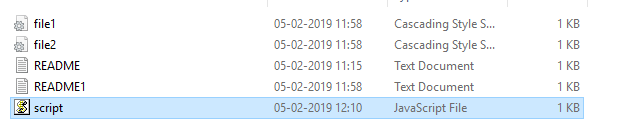 file1 05-02-2019 11:58 Cascading Style S... 1 KB
file2 05-02-2019 11:58 Cascading Style S... 1 KB
README 05-02-2019 11:15 Text Document 1 KB
README1 05-02-2019 11:58 Text Document 1 KB
script 05-02-2019 12:10 JavaScript File 1 KB